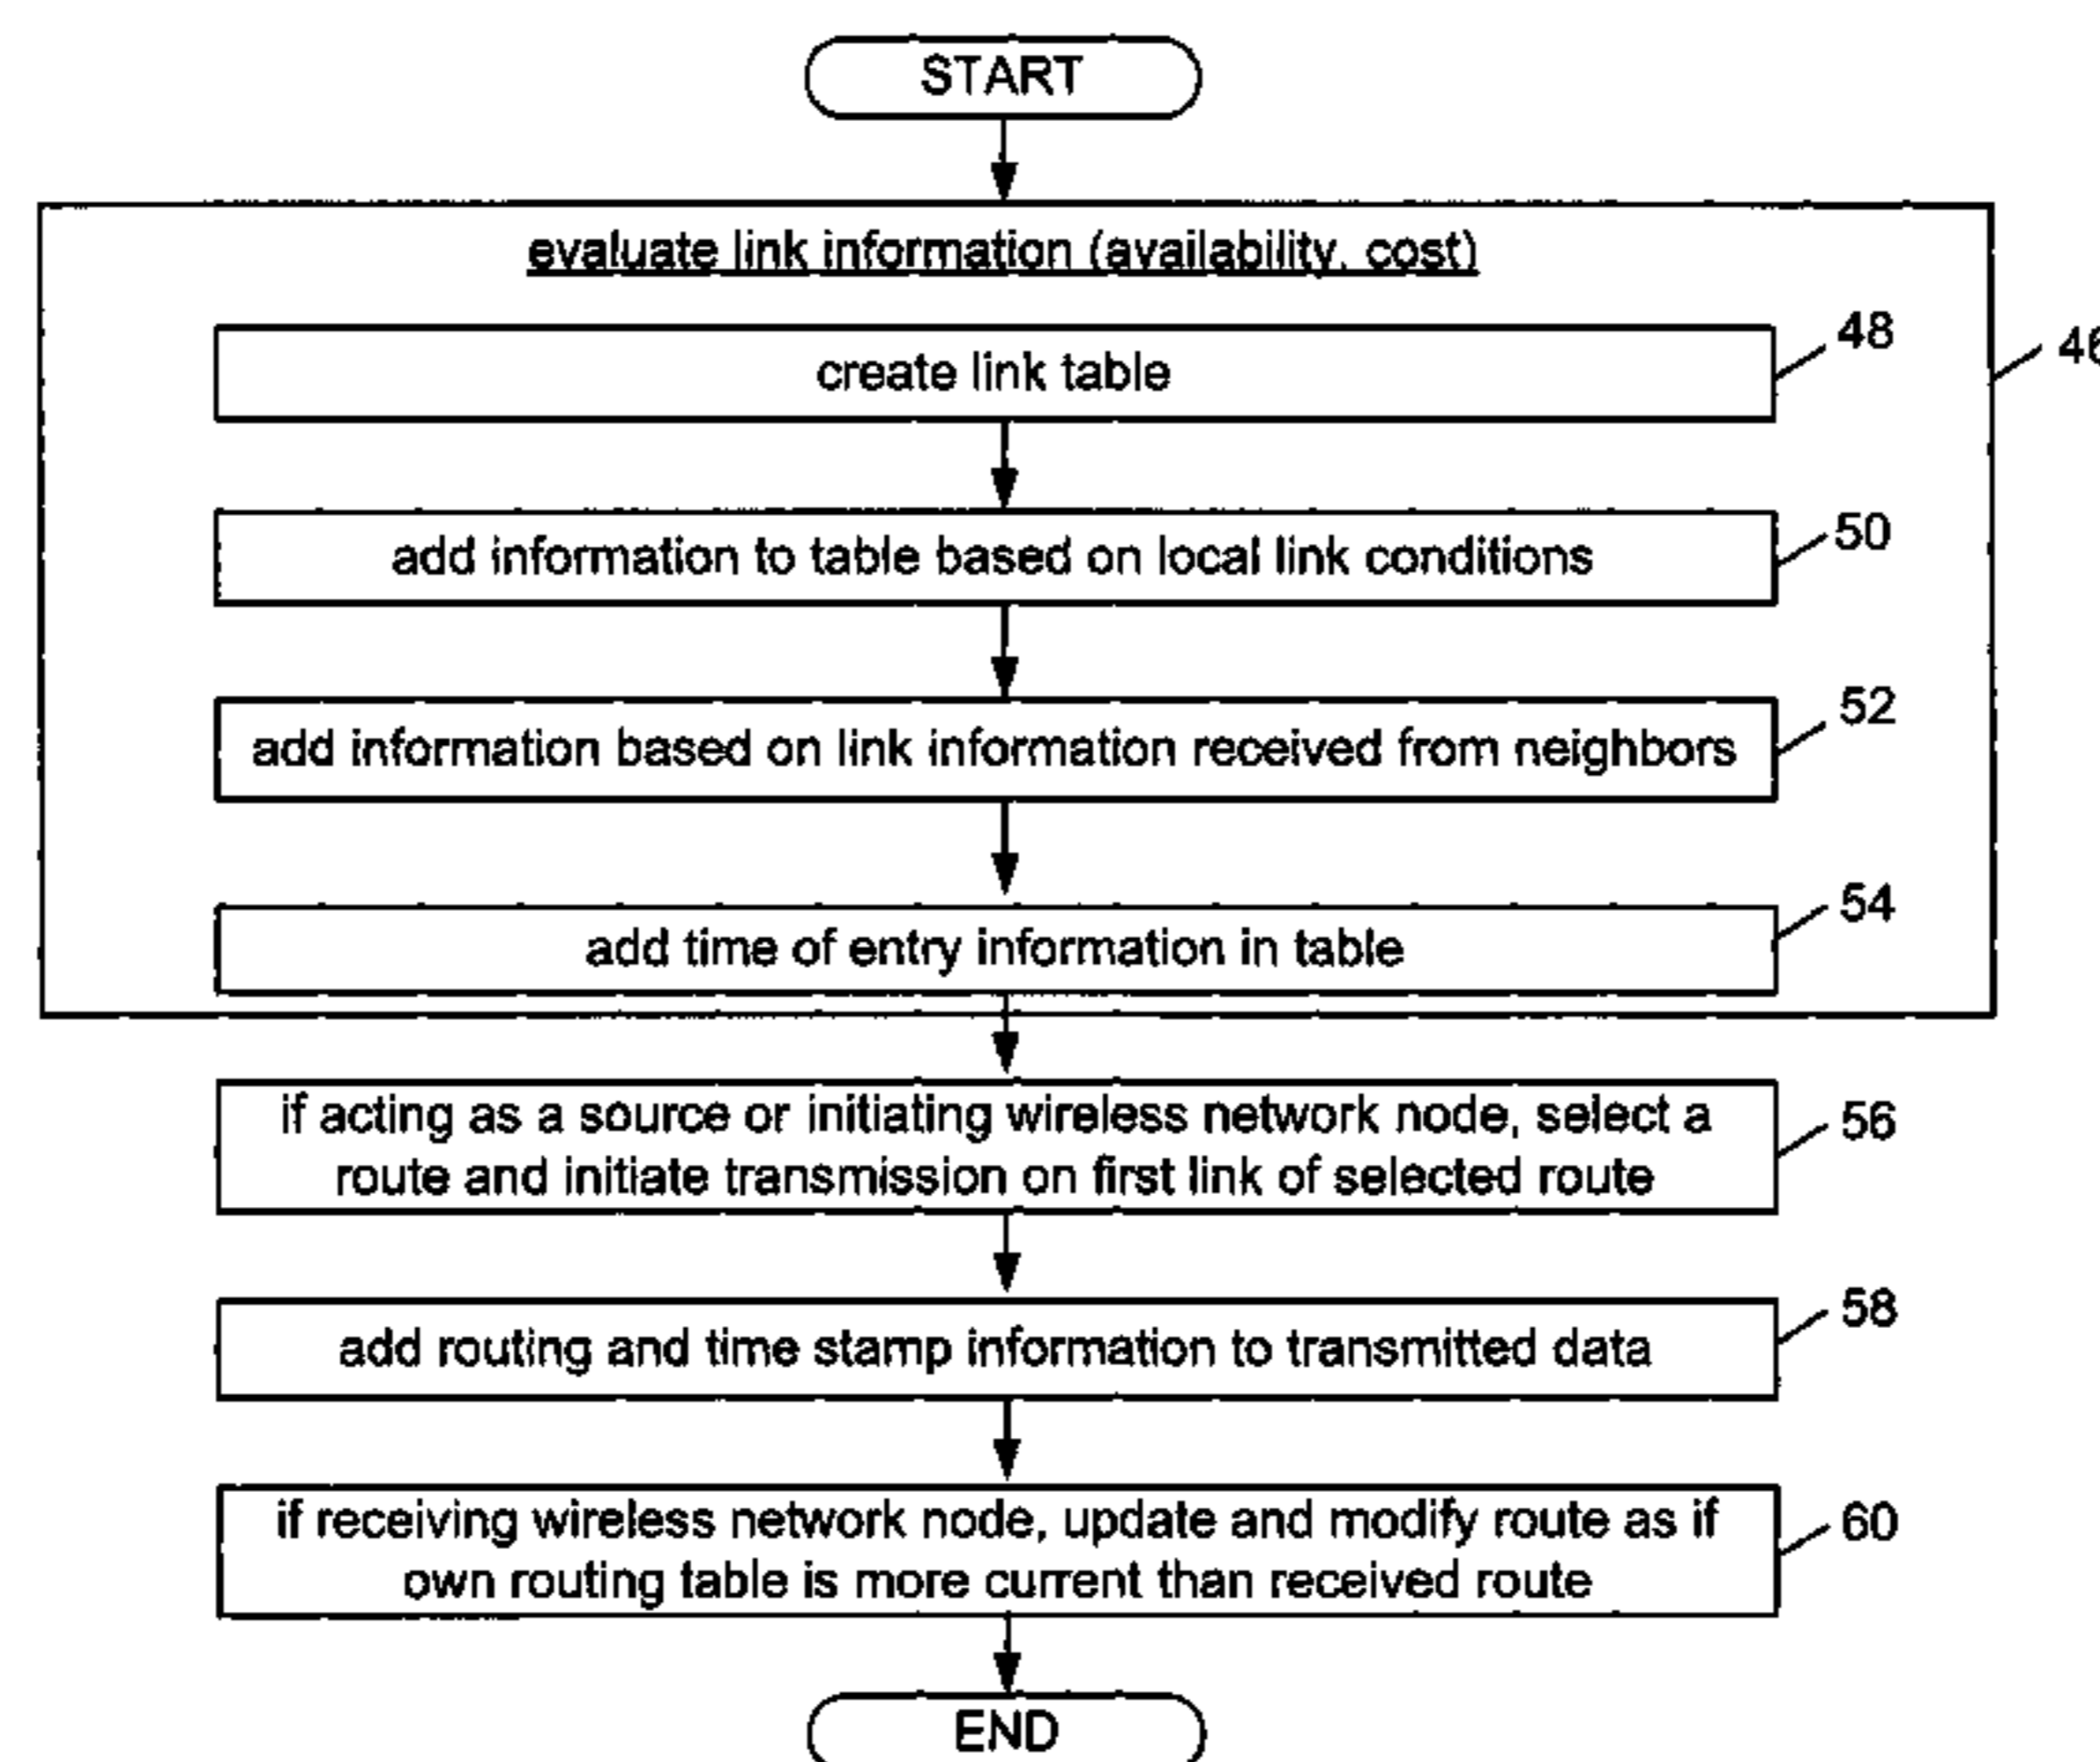 START
evaluate link information (availability, cost)
create link table
48
46
add information to table based on local link conditions
50
add information based on link information received from neighbors
52
add time of entry information in table
54
if acting as a source or initiating wireless network node, select a
route and initiate transmission on first link of selected route
56
add routing and time stamp information to transmitted data
58
if receiving wireless network node, update and modify route as if
own routing table is more current than received route
60
END